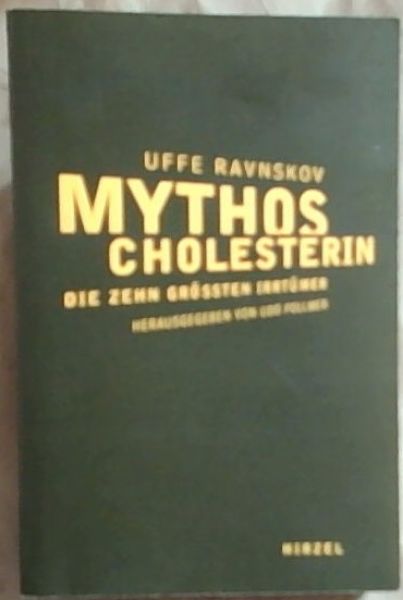 UFFE RAVNSKOV
MYTHOS
CHOLESTERIN
DIE ZEHN GRÖSSTEN IRRTÜMER
HERAUSGEGEBEN VON UDO POLLMER
HIRZEL